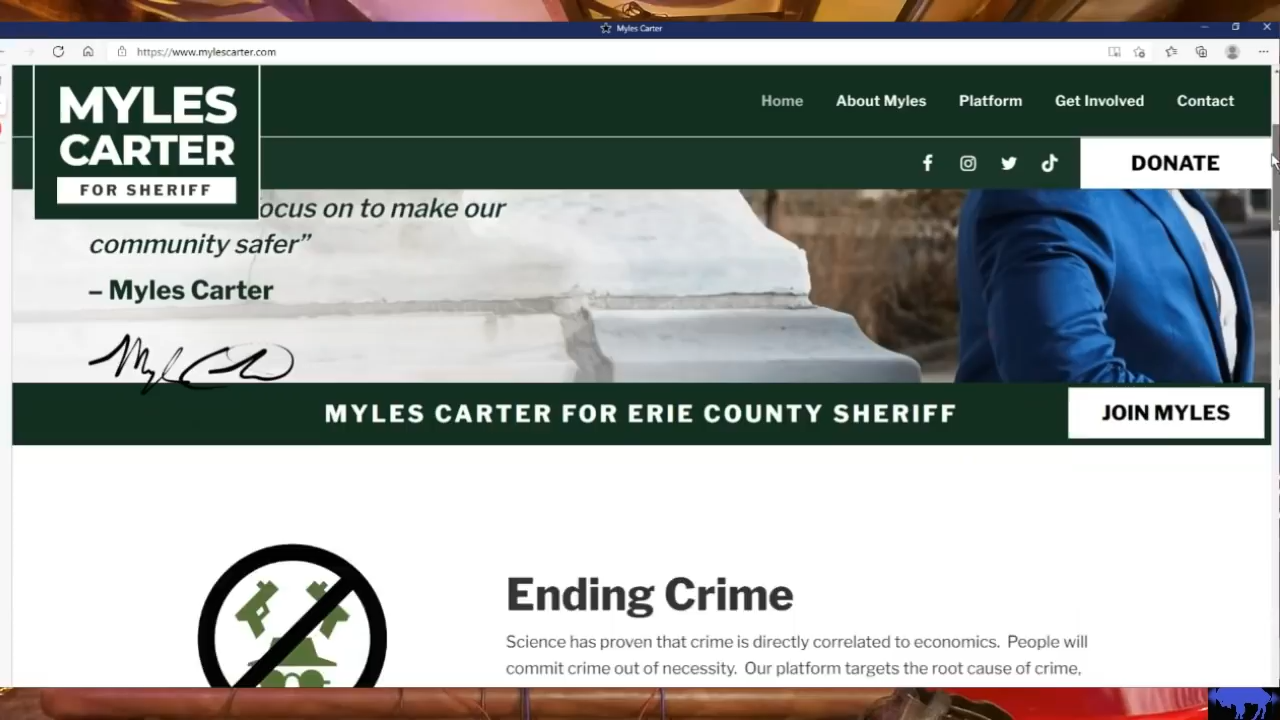 Myles Carter
https://www.mylescarter.com
MYLES
CARTER
FOR SHERIFF
Home About Myles Platform Get Involved Contact
DONATE
ocus on to make our
community safer”
– Myles Carter
MYLES CARTER FOR ERIE COUNTY SHERIFF
JOIN MYLES
Ending Crime
Science has proven that crime is directly correlated to economics. People will
commit crime out of necessity. Our platform targets the root cause of crime,